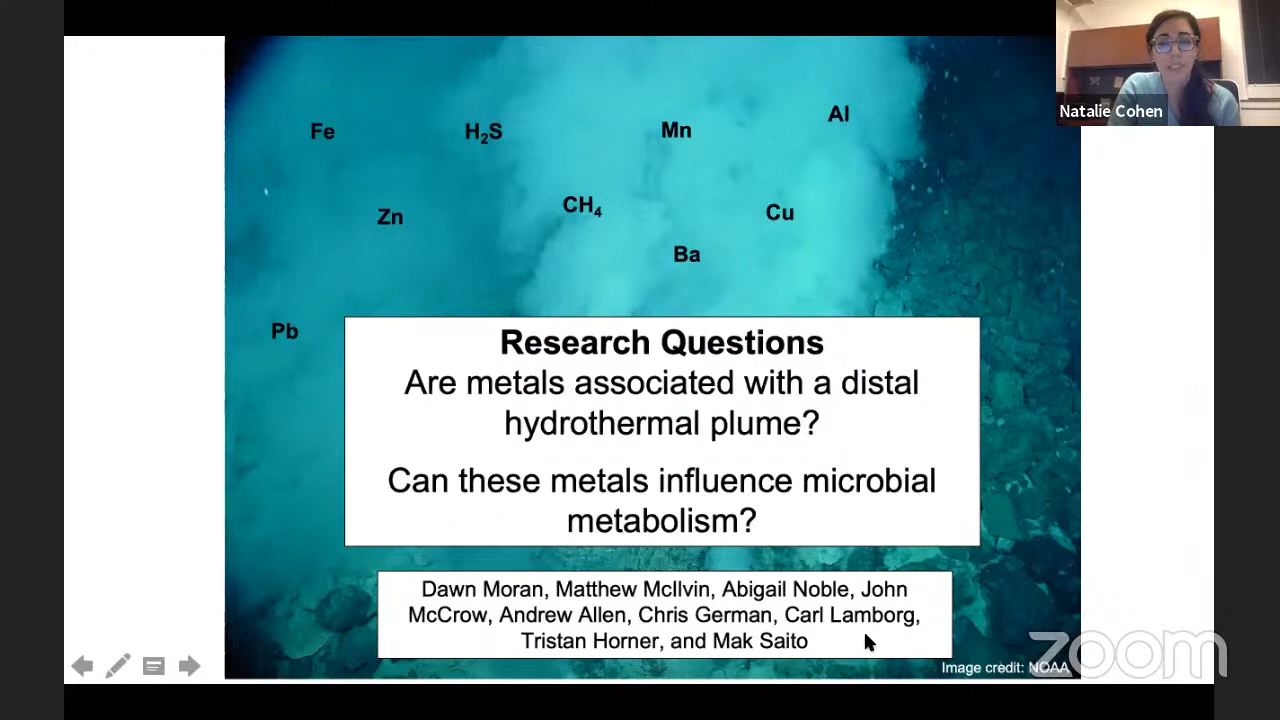 Natalie Cohen
Al
Fe
H₂S
Mn
Zn
CH₄
Cu
Ba
Pb
Research Questions
Are metals associated with a distal
hydrothermal plume?
Can these metals influence microbial
metabolism?
Dawn Moran, Matthew McIlvin, Abigail Noble, John
McCrow, Andrew Allen, Chris German, Carl Lamborg,
Tristan Horner, and Mak Saito
Image credit: NOAA
zoom